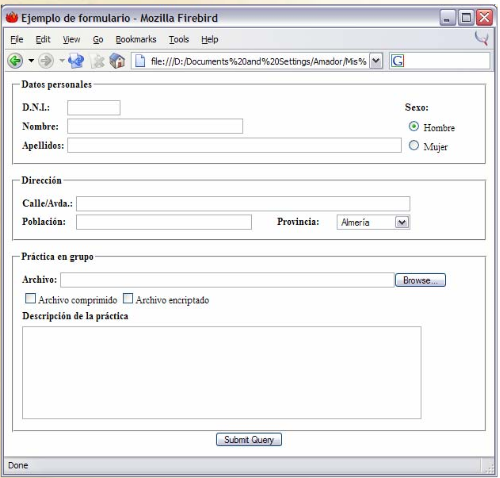 Ejemplo de formulario - Mozilla Firebird
File Edit View Go Bookmarks Tools Help
file:///D:/Documents%20and%20Settings/Amador/Mis% G
Datos personales
D.N.I.: Sexo:
Nombre: Hombre
Apellidos: Mujer
Dirección
Calle/Avda.:
Población: Provincia: Almería
Práctica en grupo
Archivo: Browse...
Archivo comprimido Archivo encriptado
Descripción de la práctica
Submit Query
Done